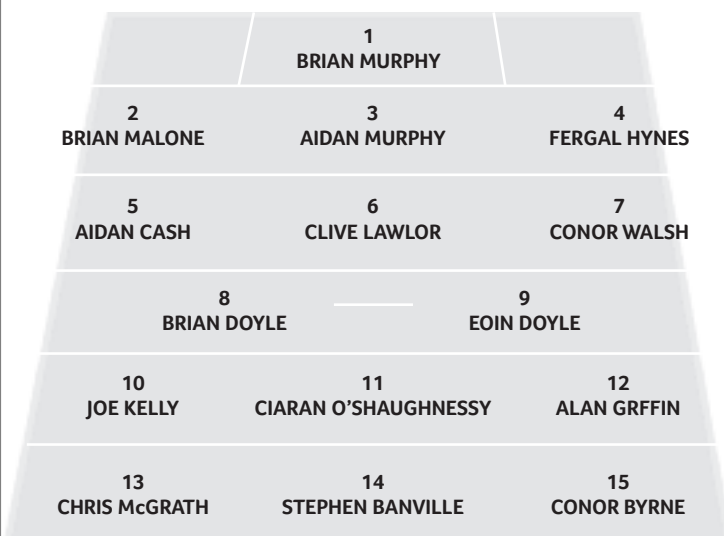 1
BRIAN MURPHY
2
BRIAN MALONE
3
AIDAN MURPHY
4
FERGAL HYNES
5
AIDAN CASH
6
CLIVE LAWLOR
7
CONOR WALSH
8
BRIAN DOYLE
9
EOIN DOYLE
10
JOE KELLY
11
CIARAN O’SHAUGHNESSY
12
ALAN GRFFIN
13
CHRIS McGRATH
14
STEPHEN BANVILLE
15
CONOR BYRNE